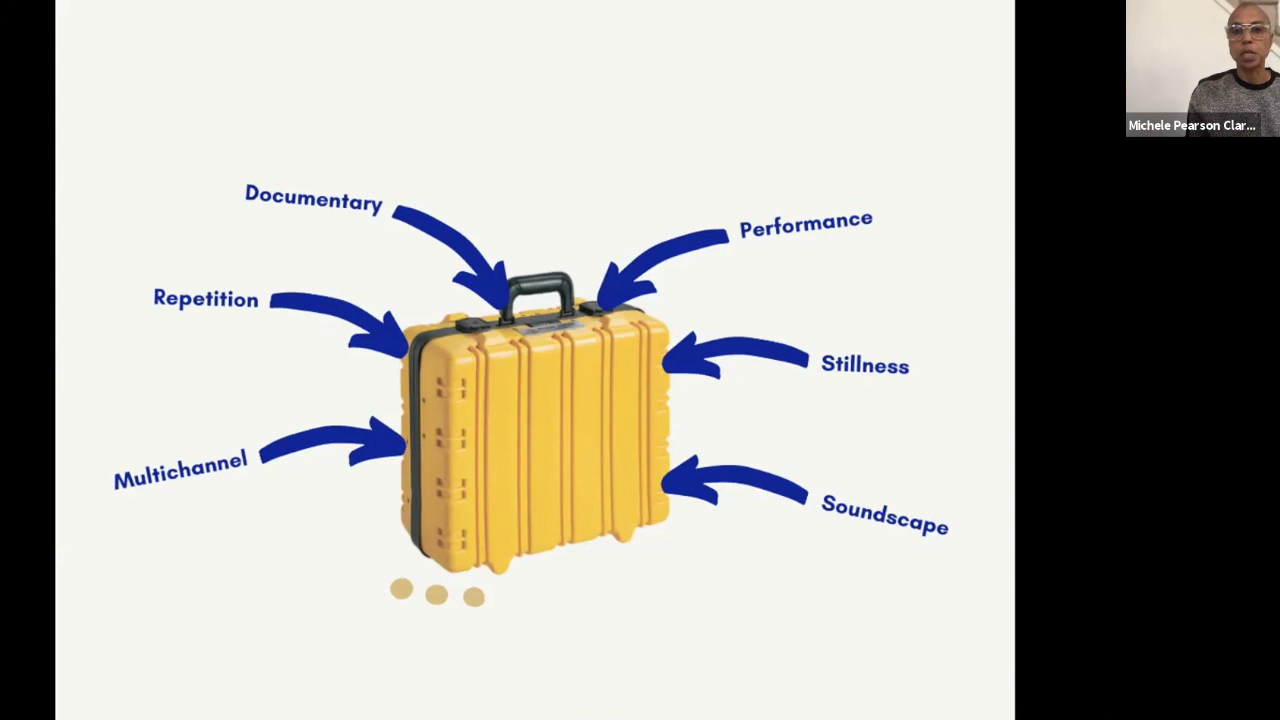 Documentary
Performance
Repetition
Stillness
Multichannel
Soundscape
Michele Pearson Clar...